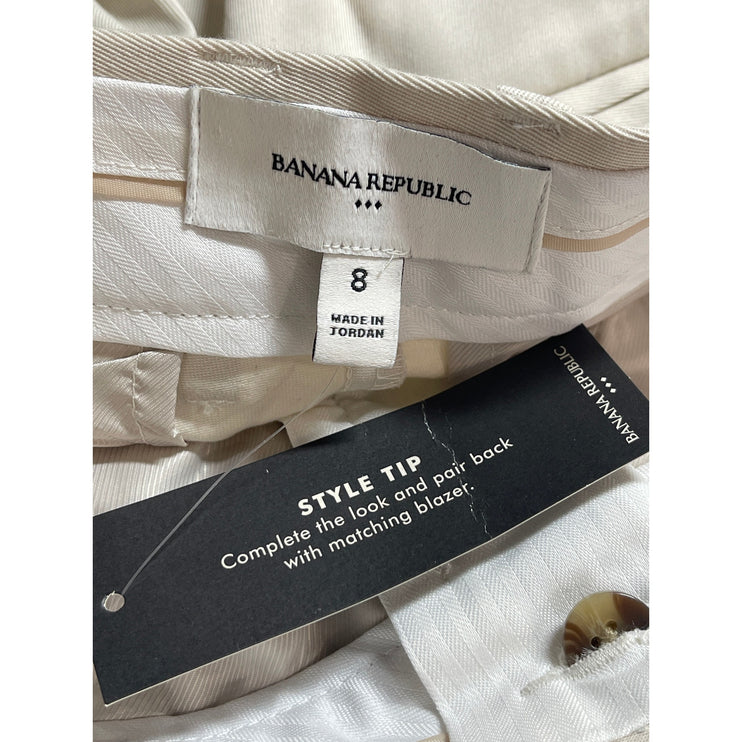 BANANA REPUBLIC
8
MADE IN
JORDAN
BANANA REPUBLIC
STYLE TIP
Complete the look and pair back
with matching blazer.